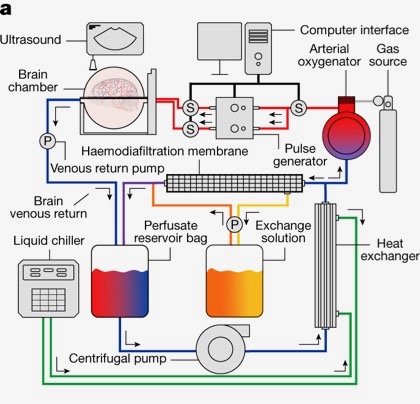 a
Ultrasound
Computer interface
Arterial
oxygenator
Gas
source
Brain
chamber
S
S
S
P
Pulse
generator
Haemodiafiltration membrane
Venous return pump
Brain
venous return
Perfusate
reservoir bag
P
Exchange
solution
Liquid chiller
Heat
exchanger
Centrifugal pump